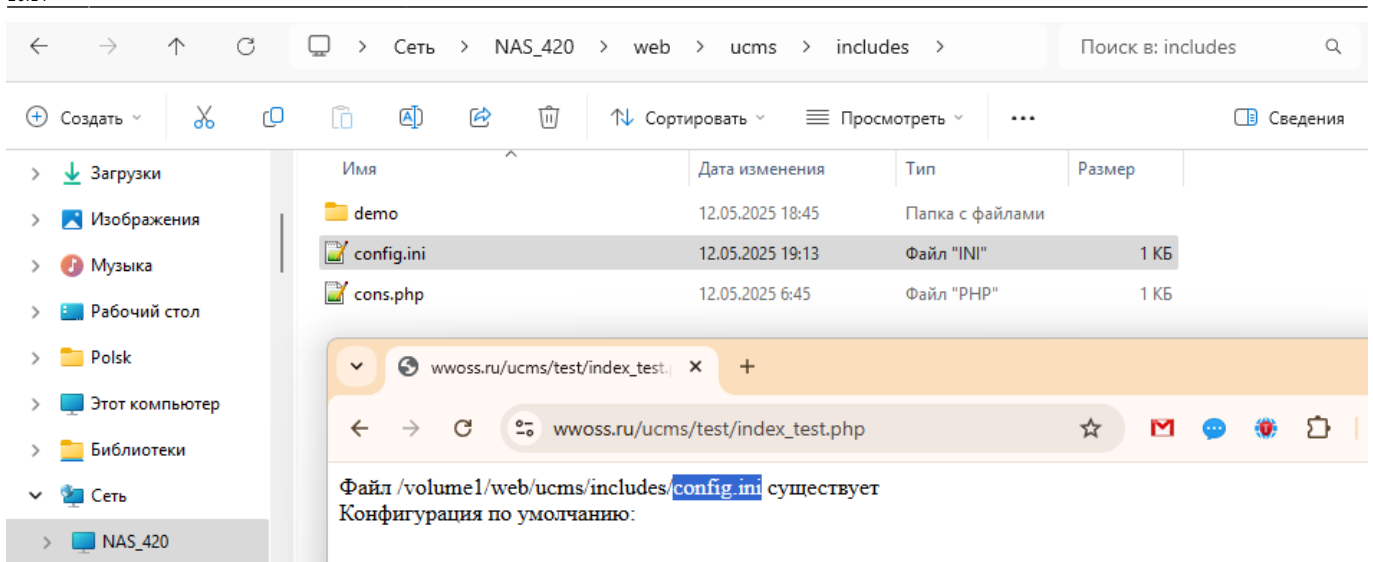 Сеть > NAS_420 > web > ucms > includes >
Поиск в: includes
Создать
Сортировать
Просмотреть
Сведения
Загрузки
Изображения
Музыка
Рабочий стол
Polsk
Этот компьютер
Библиотеки
Сеть
NAS_420
Имя Дата изменения Тип Размер
demo 12.05.2025 18:45 Папка с файлами
config.ini 12.05.2025 19:13 Файл "INI" 1 КБ
cons.php 12.05.2025 6:45 Файл "PHP" 1 КБ
wwoss.ru/ucms/test/index_test.
wwoss.ru/ucms/test/index_test.php
Файл /volume1/web/ucms/includes/config.ini существует
Конфигурация по умолчанию: